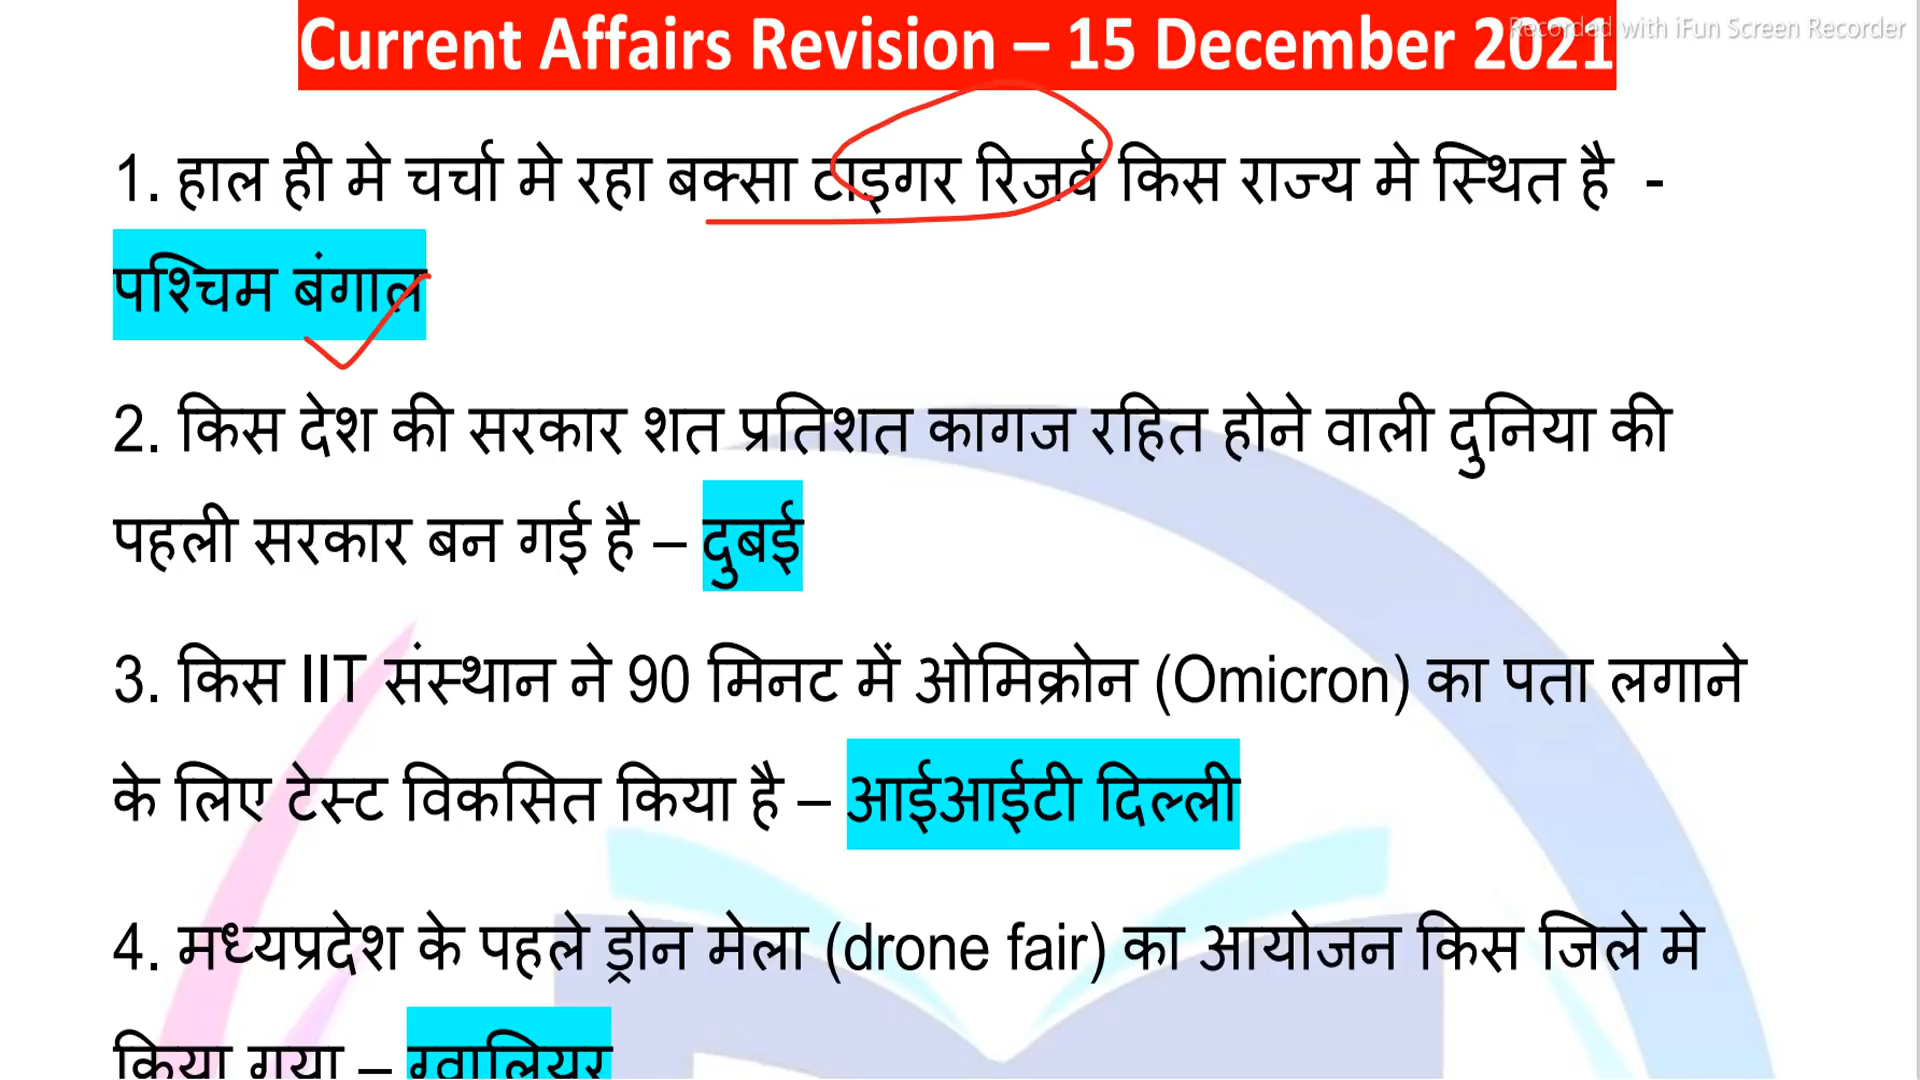 Current Affairs Revision – 15 December 2021
Recorded with iFun Screen Recorder
1. हाल ही मे चर्चा मे रहा बक्सा टाइगर रिजर्व किस राज्य मे स्थित है -
पश्चिम बंगाल
2. किस देश की सरकार शत प्रतिशत कागज रहित होने वाली दुनिया की
पहली सरकार बन गई है – दुबई
3. किस IIT संस्थान ने 90 मिनट में ओमिक्रोन (Omicron) का पता लगाने
के लिए टेस्ट विकसित किया है – आईआईटी दिल्ली
4. मध्यप्रदेश के पहले ड्रोन मेला (drone fair) का आयोजन किस जिले मे
किया गया – ग्वालियर